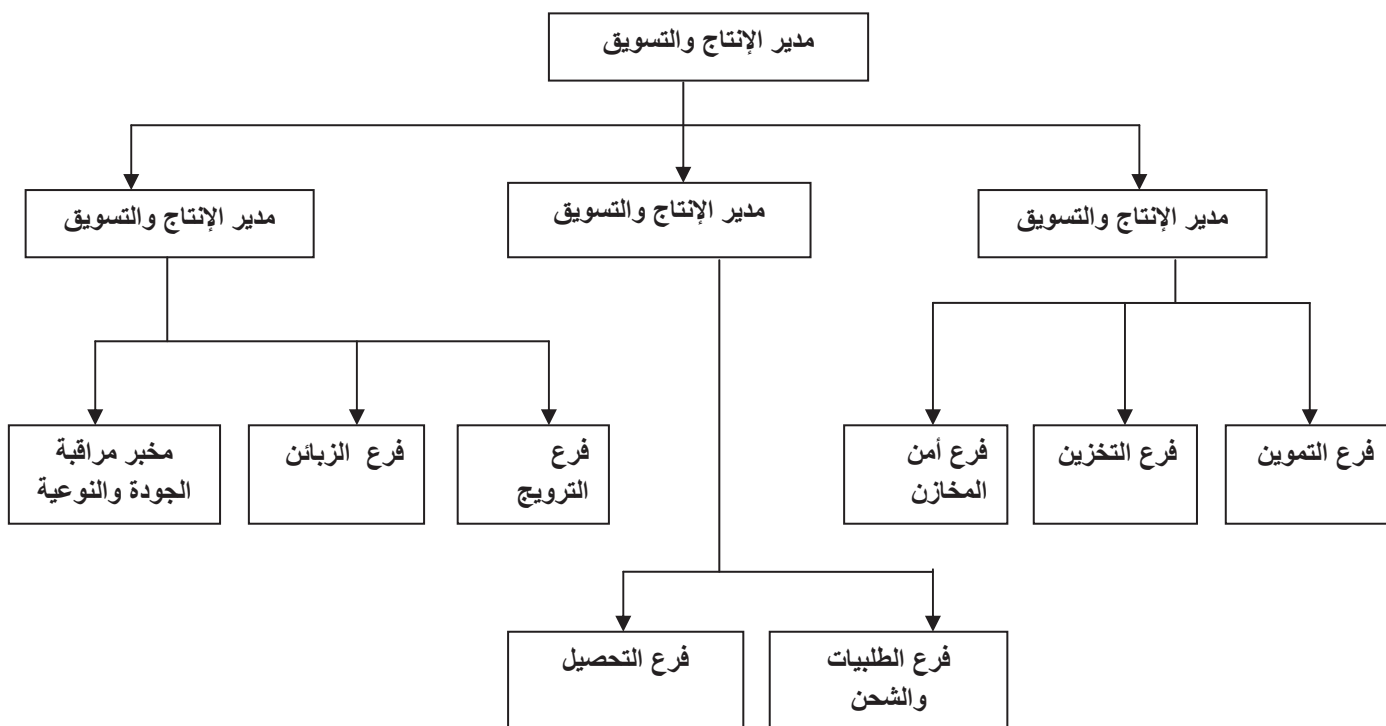 مدير الإنتاج والتسويق
مدير الإنتاج والتسويق
مدير الإنتاج والتسويق
مدير الإنتاج والتسويق
فرع التموين
فرع التخزين
فرع أمن
المخازن
فرع
الترويج
فرع الزبائن
مخبر مراقبة
الجودة والنوعية
فرع الطلبيات
والشحن
فرع التحصيل